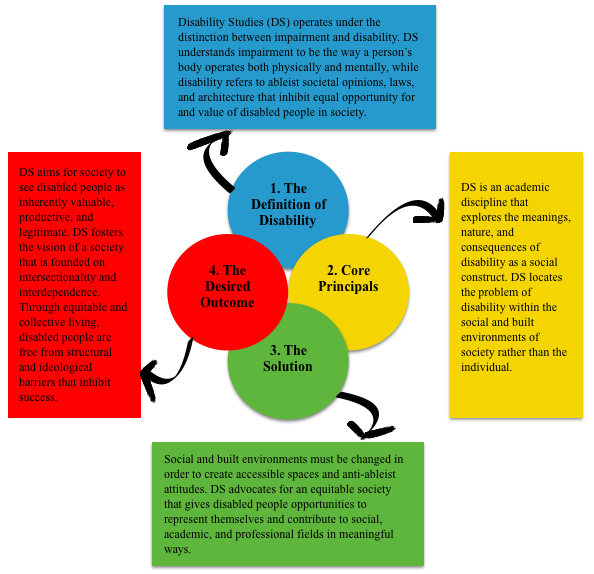 Disability Studies (DS) operates under the
distinction between impairment and disability. DS
understands impairment to be the way a person's
body operates both physically and mentally, while
disability refers to ableist societal opinions, laws,
and architecture that inhibit equal opportunity for
and value of disabled people in society.
1. The
Definition of
Disability
2. Core
Principals
DS is an academic
discipline that
explores the meanings,
nature, and
consequences of
disability as a social
construct. DS locates
the problem of
disability within the
social and built
environments of
society rather than the
individual.
3. The
Solution
Social and built environments must be changed in
order to create accessible spaces and anti-ableist
attitudes. DS advocates for an equitable society
that gives disabled people opportunities to
represent themselves and contribute to social,
academic, and professional fields in meaningful
ways.
4. The
Desired
Outcome
DS aims for society to
see disabled people as
inherently valuable,
productive, and
legitimate. DS fosters
the vision of a society
that is founded on
intersectionality and
interdependence.
Through equitable and
collective living,
disabled people are
free from structural
and ideological
barriers that inhibit
success.